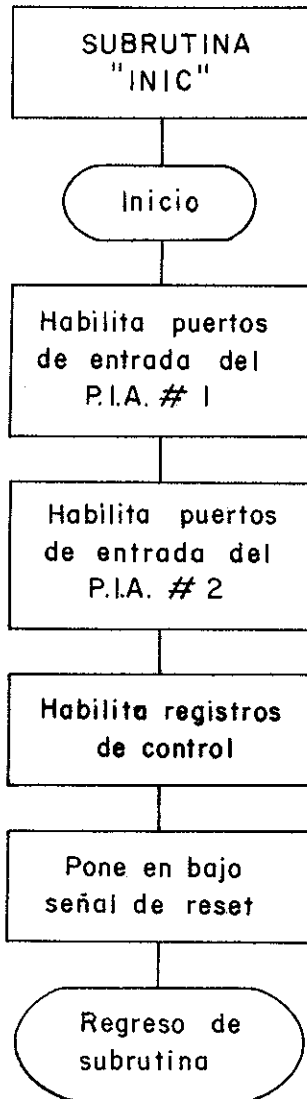 SUBRUTINA
"INIC"
Inicio
Habilita puertos
de entrada del
P.I.A. # 1
Habilita puertos
de entrada del
P.I.A. # 2
Habilita registros
de control
Pone en bajo
señal de reset
Regreso de
subrutina